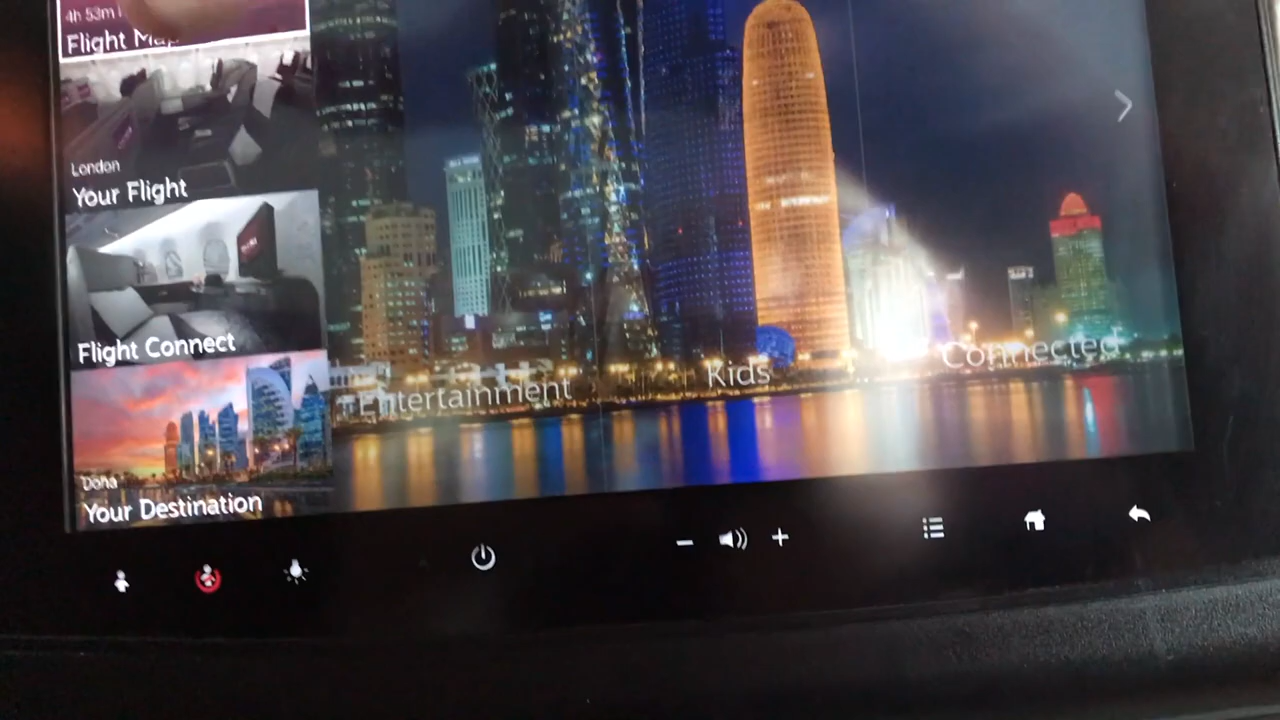 4h 53m
Flight Map
London
Your Flight
Flight Connect
Doha
Your Destination
Entertainment
Kids
Connected